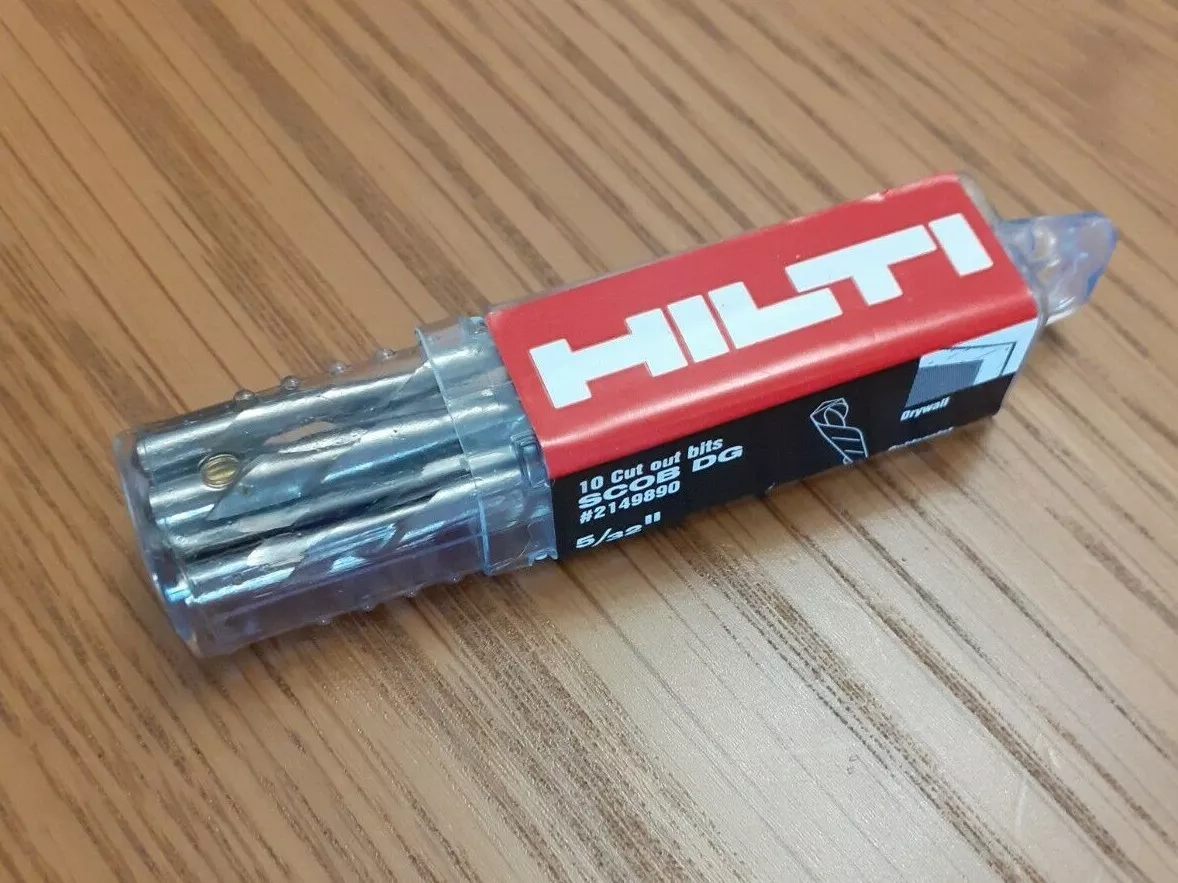 HILTI
10 Cut out bits
SCOB DG
#2149890
5/32"
Drywall